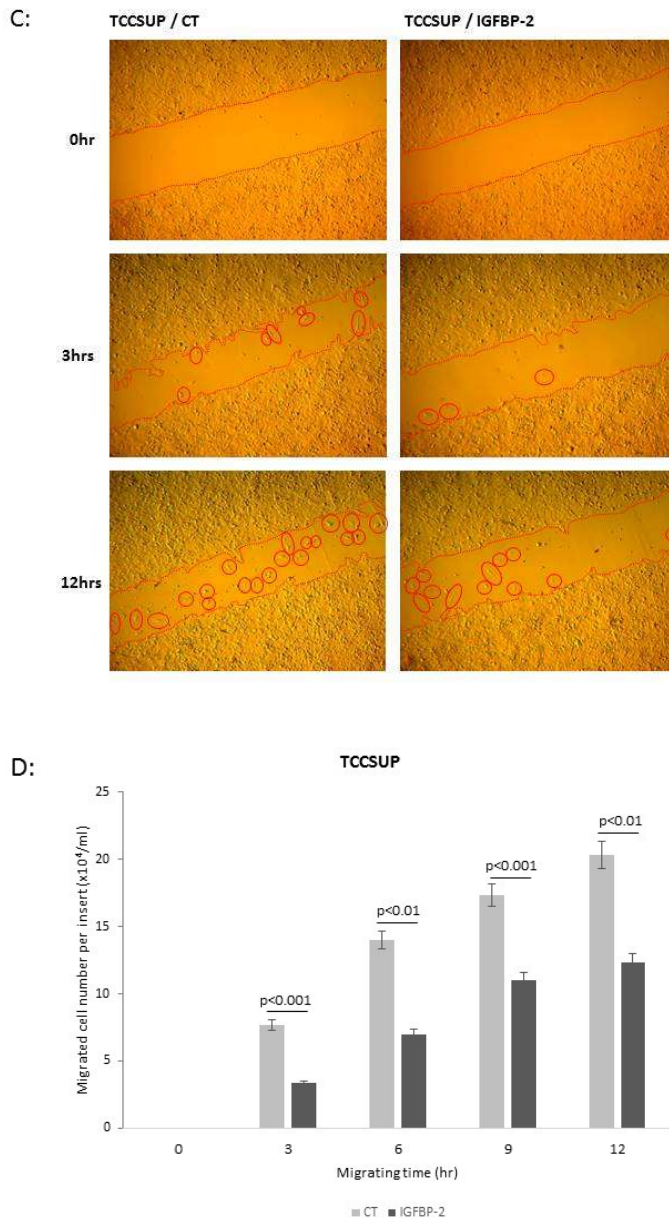 C:
TCCSUP / CT
TCCSUP / IGFBP-2
0hr
3hrs
12hrs
D:
TCCSUP
Migrated cell number per insert (x10⁴/ml)
25
20
15
10
5
0
p<0.001
p<0.01
p<0.001
p<0.01
0 3 6 9 12
Migrating time (hr)
CT IGFBP-2